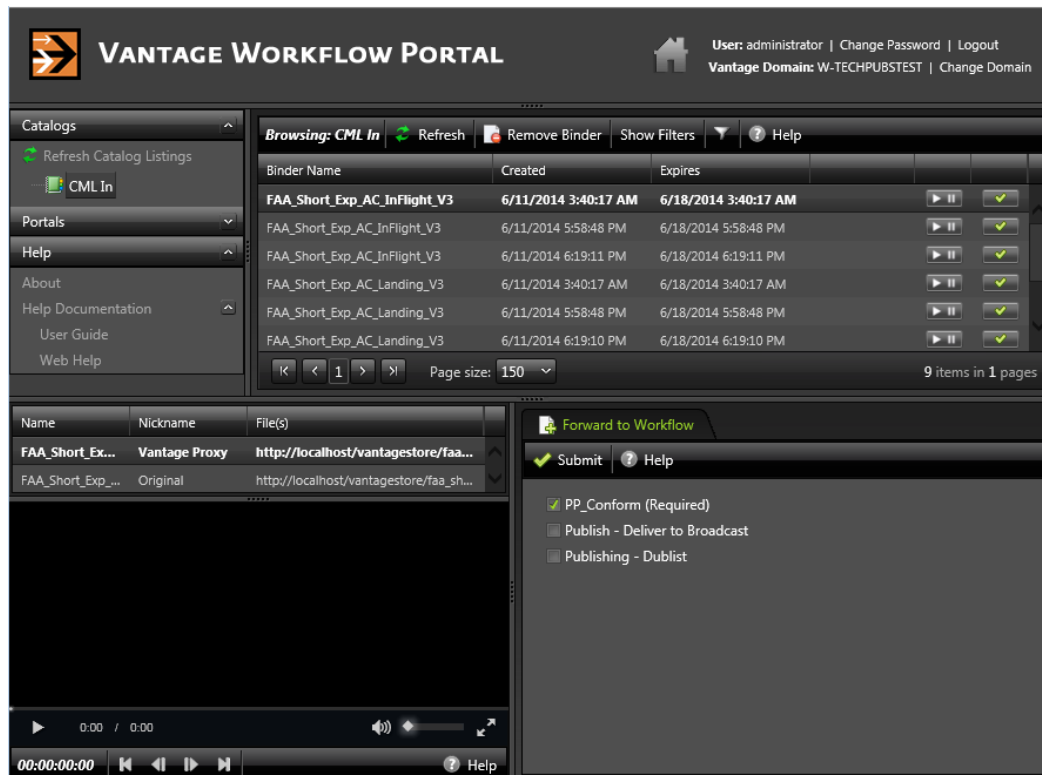 VANTAGE WORKFLOW PORTAL
User: administrator | Change Password | Logout
Vantage Domain: W-TECHPUBSTEST | Change Domain
Catalogs
Refresh Catalog Listings
CML In
Portals
Help
About
Help Documentation
User Guide
Web Help
Browsing: CML In Refresh Remove Binder Show Filters Help
Binder Name Created Expires
FAA_Short_Exp_AC_InFlight_V3 6/11/2014 3:40:17 AM 6/18/2014 3:40:17 AM
FAA_Short_Exp_AC_InFlight_V3 6/11/2014 5:58:48 PM 6/18/2014 5:58:48 PM
FAA_Short_Exp_AC_InFlight_V3 6/11/2014 6:19:11 PM 6/18/2014 6:19:11 PM
FAA_Short_Exp_AC_Landing_V3 6/11/2014 3:40:17 AM 6/18/2014 3:40:17 AM
FAA_Short_Exp_AC_Landing_V3 6/11/2014 5:58:48 PM 6/18/2014 5:58:48 PM
FAA_Short_Exp_AC_Landing_V3 6/11/2014 6:19:10 PM 6/18/2014 6:19:10 PM
1 Page size: 150 9 items in 1 pages
Name Nickname File(s)
FAA_Short_Ex... Vantage Proxy http://localhost/vantagestore/faa...
FAA_Short_Exp_... Original http://localhost/vantagestore/faa_sh...
0:00 / 0:00
00:00:00:00 Help
Forward to Workflow
Submit Help
PP_Conform (Required)
Publish - Deliver to Broadcast
Publishing - Dublist